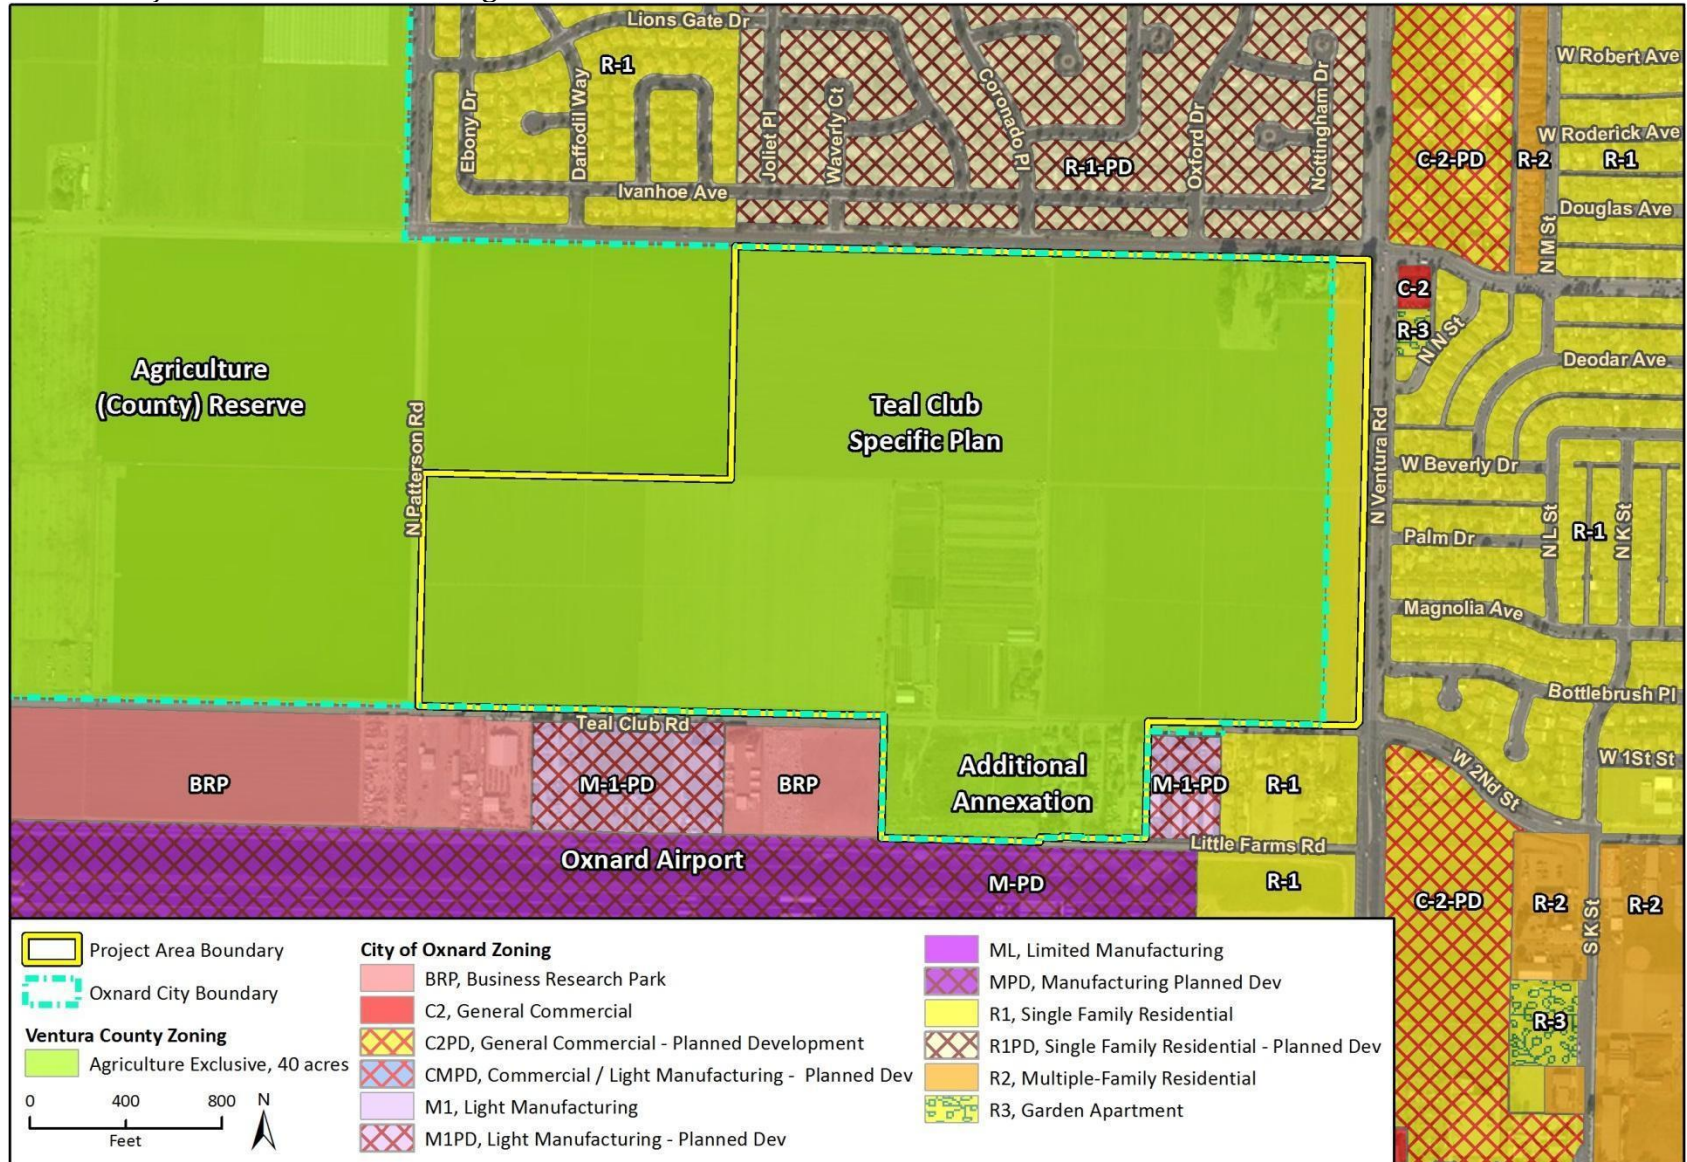 Lions Gate Dr
R-1
Ebony Dr
Daffodil Way
Joliet Pl
Waverly Ct
Coronado Pl
Oxford Dr
Nottingham Dr
R-1-PD
Ivanhoe Ave
C-2-PD
R-2
R-1
W Robert Ave
W Roderick Ave
Douglas Ave
N M St
C-2
R-3
N N St
Deodar Ave
Agriculture
(County) Reserve
N Patterson Rd
Teal Club
Specific Plan
N Ventura Rd
W Beverly Dr
Palm Dr
N L St
R-1
N K St
Magnolia Ave
Bottlebrush Pl
W 1St St
W 2Nd St
Teal Club Rd
BRP
M-1-PD
BRP
Additional
Annexation
M-1-PD
R-1
Little Farms Rd
Oxnard Airport
M-PD
R-1
C-2-PD
R-2
S K St
R-2
R-3
Project Area Boundary
Oxnard City Boundary
Ventura County Zoning
Agriculture Exclusive, 40 acres
0 400 800
Feet
N
City of Oxnard Zoning
BRP, Business Research Park
C2, General Commercial
C2PD, General Commercial - Planned Development
CMPD, Commercial / Light Manufacturing - Planned Dev
M1, Light Manufacturing
M1PD, Light Manufacturing - Planned Dev
ML, Limited Manufacturing
MPD, Manufacturing Planned Dev
R1, Single Family Residential
R1PD, Single Family Residential - Planned Dev
R2, Multiple-Family Residential
R3, Garden Apartment